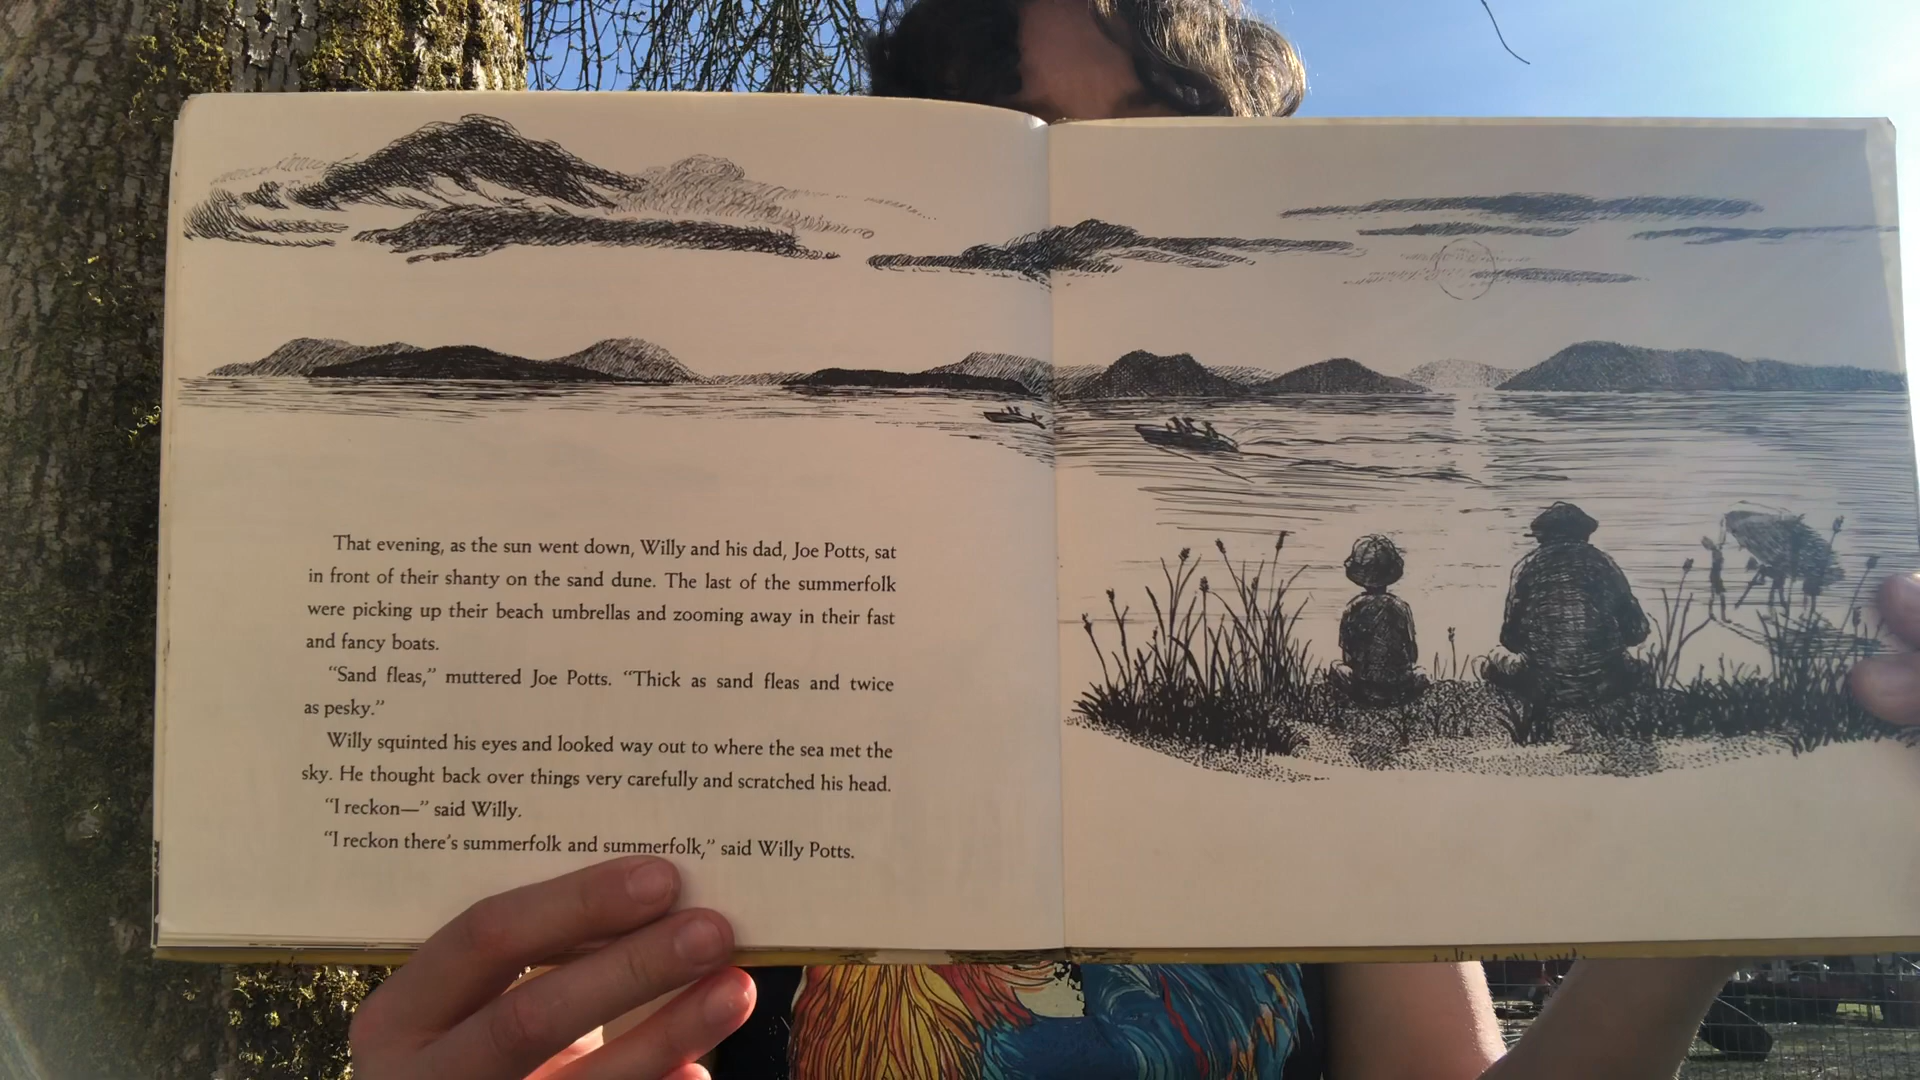 That evening, as the sun went down, Willy and his dad, Joe Potts, sat
in front of their shanty on the sand dune. The last of the summerfolk
were picking up their beach umbrellas and zooming away in their fast
and fancy boats.
“Sand fleas,” muttered Joe Potts. “Thick as sand fleas and twice
as pesky.”
Willy squinted his eyes and looked way out to where the sea met the
sky. He thought back over things very carefully and scratched his head.
“I reckon—” said Willy.
“I reckon there’s summerfolk and summerfolk,” said Willy Potts.